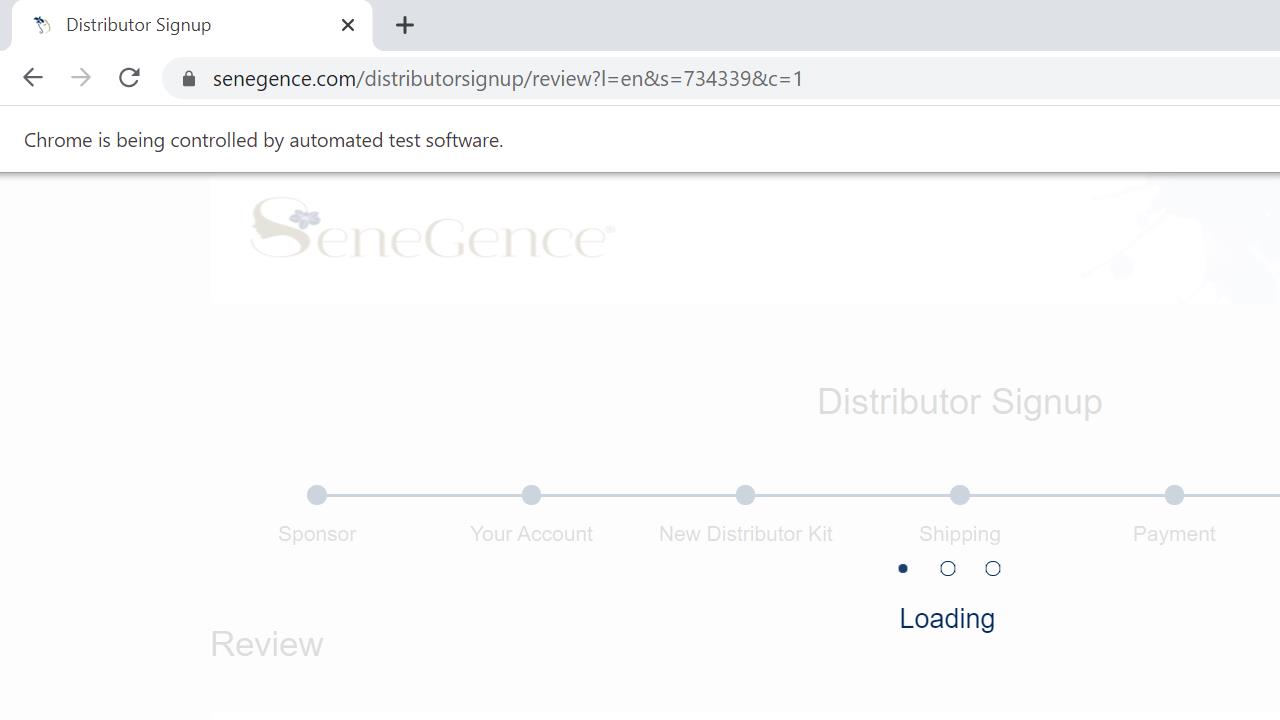 Distributor Signup
senegence.com/distributorsignup/review?l=en&s=734339&c=1
Chrome is being controlled by automated test software.
SeneGence®
Distributor Signup
Sponsor
Your Account
New Distributor Kit
Shipping
Payment
Loading
Review